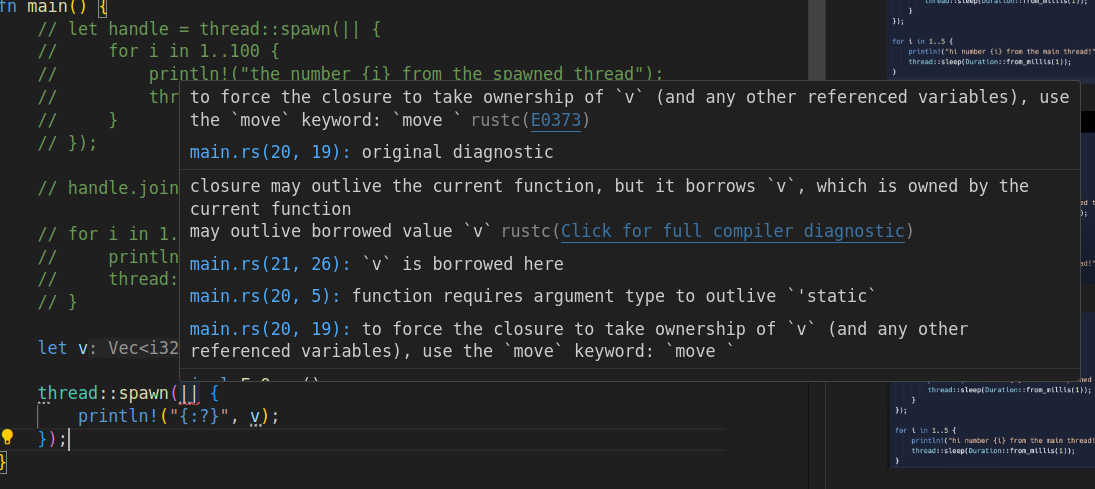 fn main() {
// let handle = thread::spawn(|| {
//     for i in 1..100 {
//         println!("the number {i} from the spawned thread");
//         thr
//     }
// });
// handle.join
// for i in 1.
//     println
//     thread:
// }
let v: Vec<i32
thread::spawn(|| {
println!("{:?}", v);
});
}
to force the closure to take ownership of `v` (and any other referenced variables), use
the `move` keyword: `move ` rustc(E0373)
main.rs(20, 19): original diagnostic
closure may outlive the current function, but it borrows `v`, which is owned by the
current function
may outlive borrowed value `v` rustc(Click for full compiler diagnostic)
main.rs(21, 26): `v` is borrowed here
main.rs(20, 5): function requires argument type to outlive `'static`
main.rs(20, 19): to force the closure to take ownership of `v` (and any other
referenced variables), use the `move` keyword: `move `
thread::sleep(Duration::from_millis(1));
}
});
for i in 1..5 {
println!("hi number {i} from the main thread!"
thread::sleep(Duration::from_millis(1));
}
thread::sleep(Duration::from_millis(1));
}
});
for i in 1..5 {
println!("hi number {i} from the main thread!
thread::sleep(Duration::from_millis(1));
}